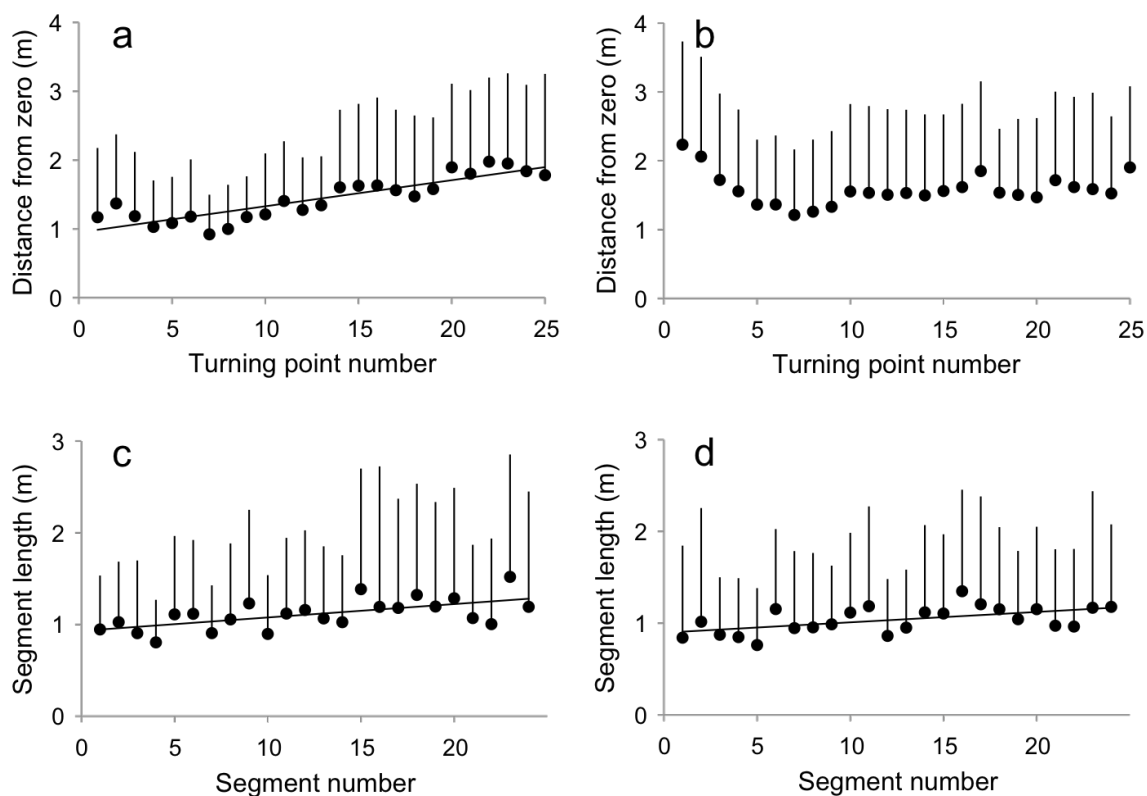 a
Distance from zero (m)
4
3
2
1
0
0 5 10 15 20 25
Turning point number
b
Distance from zero (m)
4
3
2
1
0
0 5 10 15 20 25
Turning point number
c
Segment length (m)
3
2
1
0
0 5 10 15 20
Segment number
d
Segment length (m)
3
2
1
0
0 5 10 15 20
Segment number